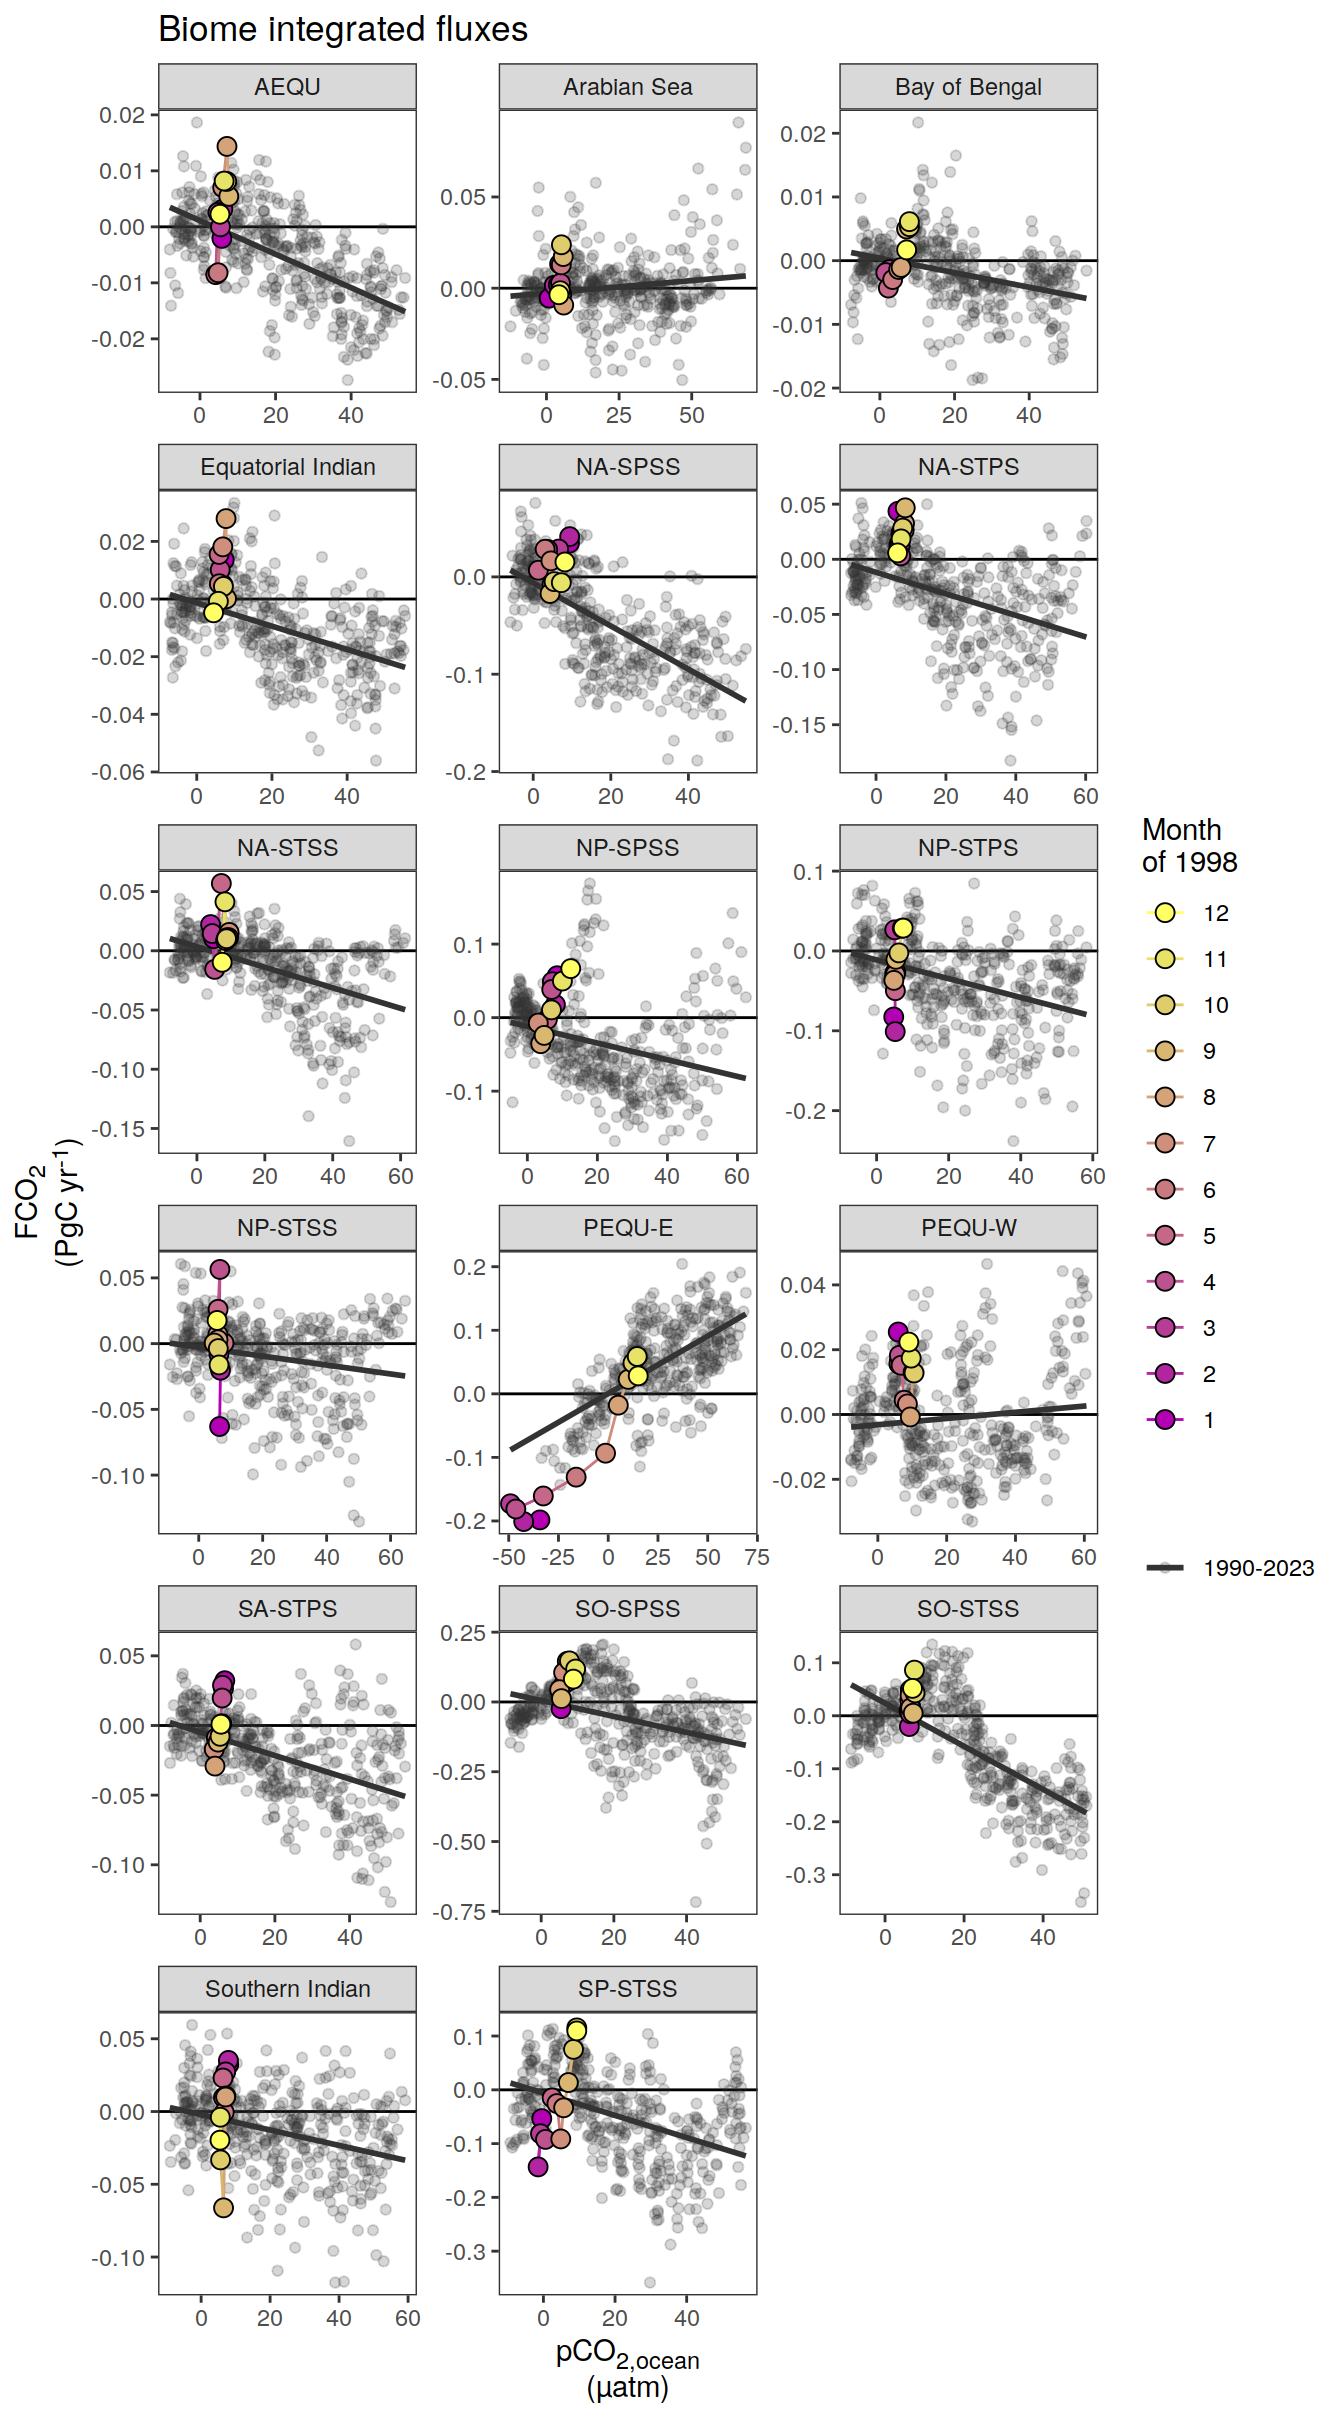 Biome integrated fluxes
AEQU
Arabian Sea
Bay of Bengal
0.02
0.01
0.00
-0.01
-0.02
0.05
0.00
-0.05
0.02
0.01
0.00
-0.01
-0.02
0 20 40
0 25 50
0 20 40
Equatorial Indian
NA-SPSS
NA-STPS
0.02
0.00
-0.02
-0.04
-0.06
0.0
-0.1
-0.2
0.05
0.00
-0.05
-0.10
-0.15
0 20 40
0 20 40
0 20 40 60
NA-STSS
NP-SPSS
NP-STPS
0.05
0.00
-0.05
-0.10
-0.15
0.1
0.0
-0.1
0.1
0.0
-0.1
-0.2
0 20 40 60
0 20 40 60
0 20 40 60
NP-STSS
PEQU-E
PEQU-W
0.05
0.00
-0.05
-0.10
0.2
0.1
0.0
-0.1
-0.2
0.04
0.02
0.00
-0.02
0 20 40 60
-50 -25 0 25 50 75
0 20 40 60
SA-STPS
SO-SPSS
SO-STSS
0.05
0.00
-0.05
-0.10
0.25
0.00
-0.25
-0.50
-0.75
0.1
0.0
-0.1
-0.2
-0.3
0 20 40
0 20 40
0 20 40
Southern Indian
SP-STSS
0.05
0.00
-0.05
-0.10
0.1
0.0
-0.1
-0.2
-0.3
0 20 40 60
0 20 40
FCO2
(PgC yr-1)
pCO2,ocean
(µatm)
Month
of 1998
12
11
10
9
8
7
6
5
4
3
2
1
1990-2023